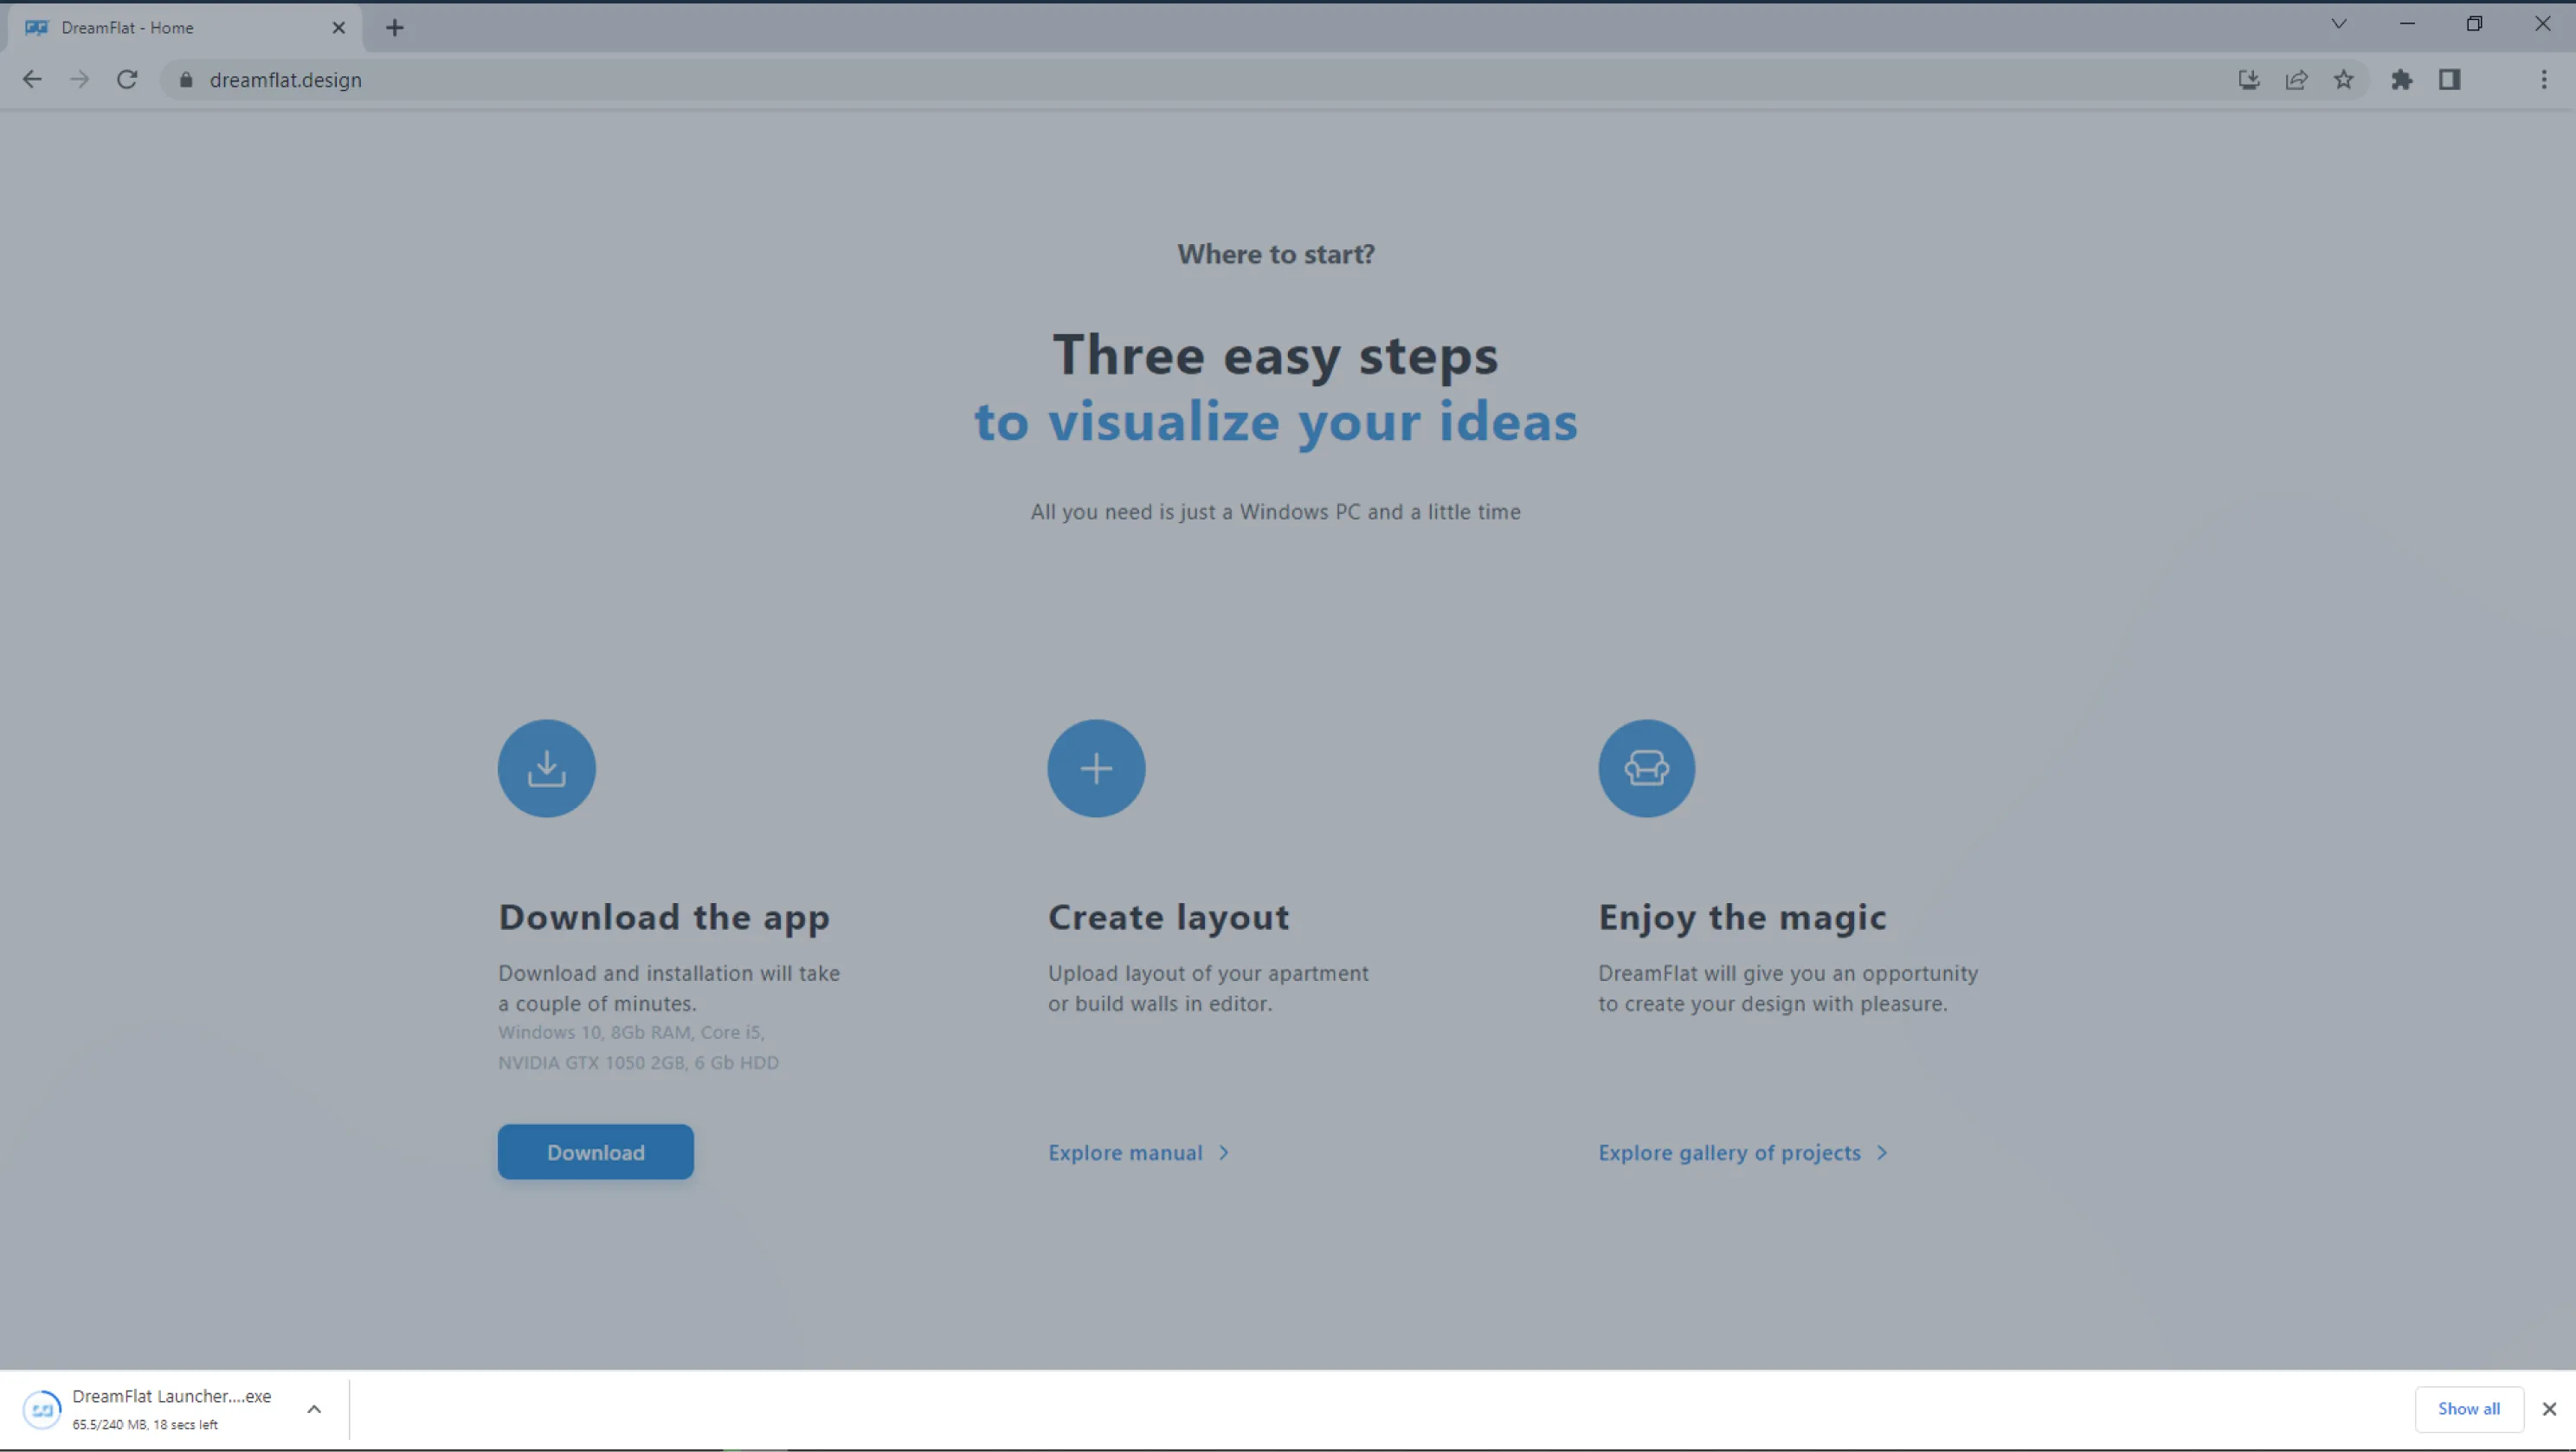 DreamFlat - Home
dreamflat.design
Where to start?
Three easy steps
to visualize your ideas
All you need is just a Windows PC and a little time
Download the app
Download and installation will take
a couple of minutes.
Windows 10, 8Gb RAM, Core i5,
NVIDIA GTX 1050 2GB, 6 Gb HDD
Download
Create layout
Upload layout of your apartment
or build walls in editor.
Explore manual
Enjoy the magic
DreamFlat will give you an opportunity
to create your design with pleasure.
Explore gallery of projects
DreamFlat Launcher....exe
65.5/240 MB, 18 secs left
Show all